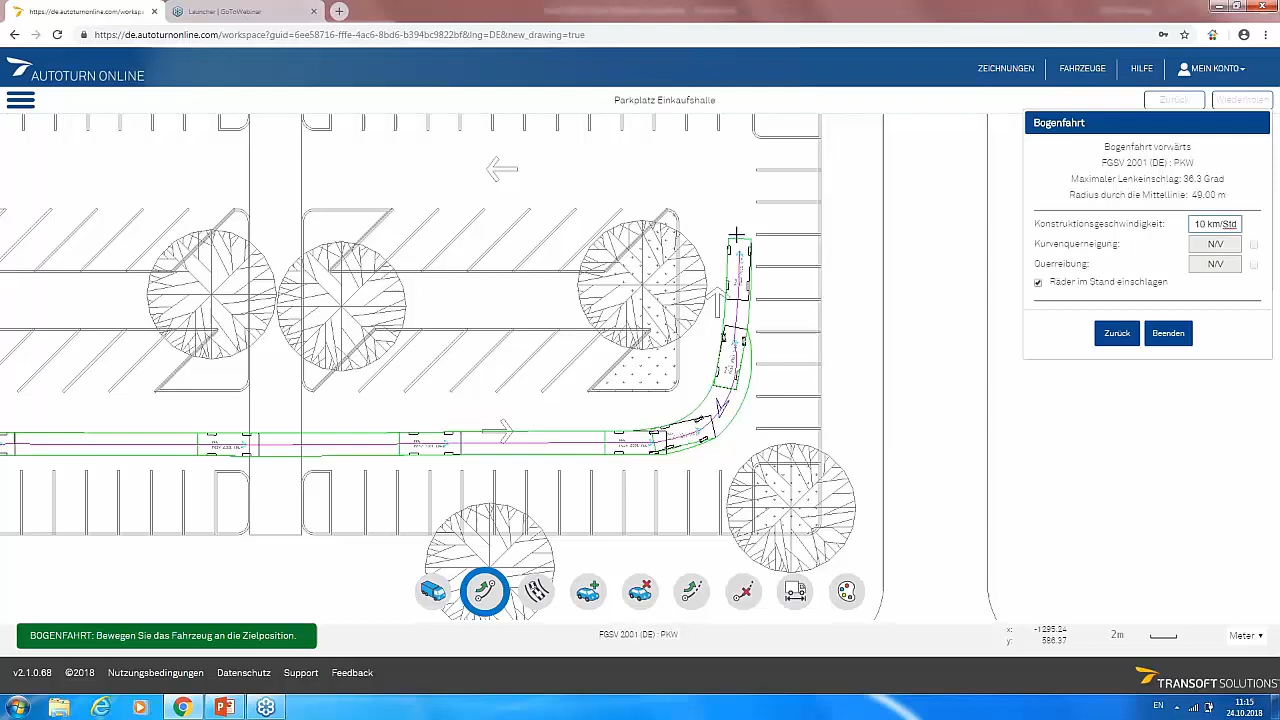 https://de.autoturnonline.com/worksp
Launcher | GoToWebinar
https://de.autoturnonline.com/workspace?guid=6ee58716-fffe-4ac6-8bd6-b394bc9822bf&lng=DE&new_drawing=true
AUTOTURN ONLINE
ZEICHNUNGEN
FAHRZEUGE
HILFE
MEIN KONTO
Parkplatz Einkaufshalle
Zurück
Wiederholen
Bogenfahrt
Bogenfahrt vorwärts
FGSV 2001 (DE) : PKW
Maximaler Lenkeinschlag: 36.3 Grad
Radius durch die Mittellinie: 49.00 m
Konstruktionsgeschwindigkeit: 10 km/Std
Kurvenquerneigung: N/V
Querreibung: N/V
Räder im Stand einschlagen
Zurück
Beenden
BOGENFAHRT: Bewegen Sie das Fahrzeug an die Zielposition.
FGSV 2001 (DE) : PKW
x: -1295.24
y: 586.37
2m
Meter
v2.1.0.68 ©2018 Nutzungsbedingungen Datenschutz Support Feedback
TRANSOFT SOLUTIONS
EN
11:15
24.10.2018